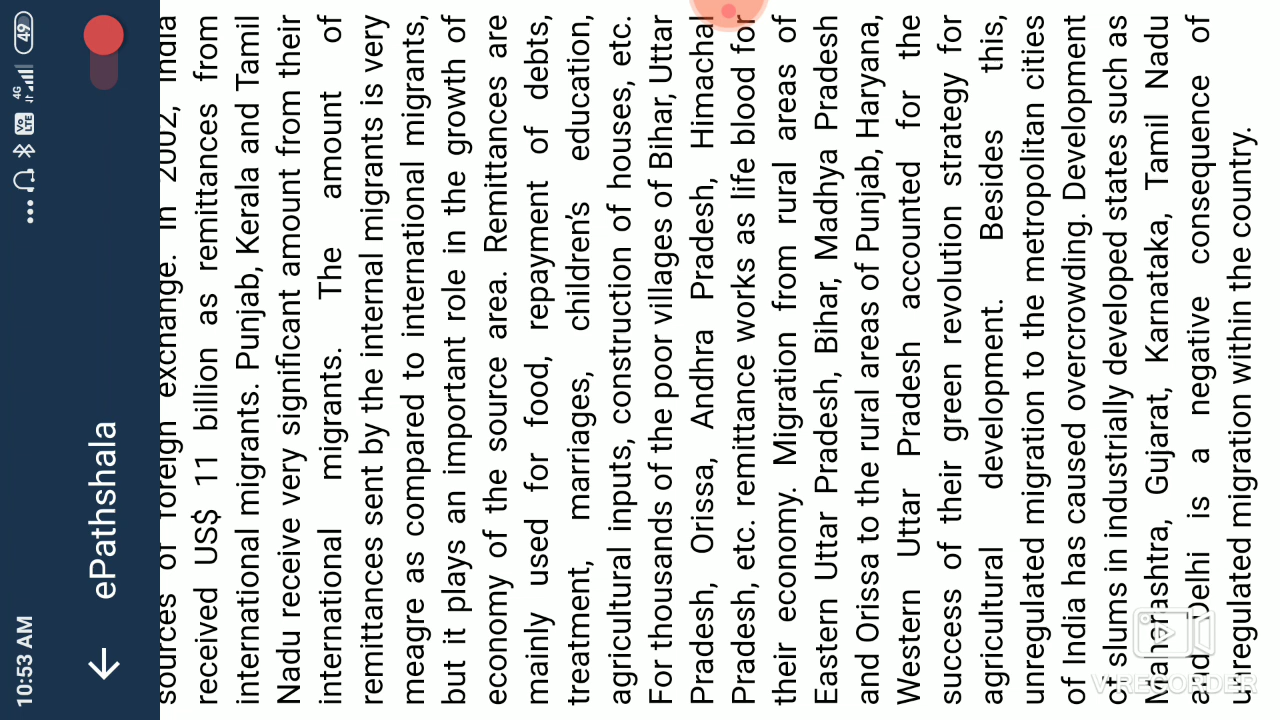 10:53 AM
49
4G
Vo LTE
ePathshala
sources of foreign exchange. In 2002, India
received US$ 11 billion as remittances from
international migrants. Punjab, Kerala and Tamil
Nadu receive very significant amount from their
international migrants. The amount of
remittances sent by the internal migrants is very
meagre as compared to international migrants,
but it plays an important role in the growth of
economy of the source area. Remittances are
mainly used for food, repayment of debts,
treatment, marriages, children's education,
agricultural inputs, construction of houses, etc.
For thousands of the poor villages of Bihar, Uttar
Pradesh, Orissa, Andhra Pradesh, Himachal
Pradesh, etc. remittance works as life blood for
their economy. Migration from rural areas of
Eastern Uttar Pradesh, Bihar, Madhya Pradesh
and Orissa to the rural areas of Punjab, Haryana,
Western Uttar Pradesh accounted for the
success of their green revolution strategy for
agricultural development. Besides this,
unregulated migration to the metropolitan cities
of India has caused overcrowding. Development
of slums in industrially developed states such as
Maharashtra, Gujarat, Karnataka, Tamil Nadu
and Delhi is a negative consequence of
unregulated migration within the country.
V RECORDER